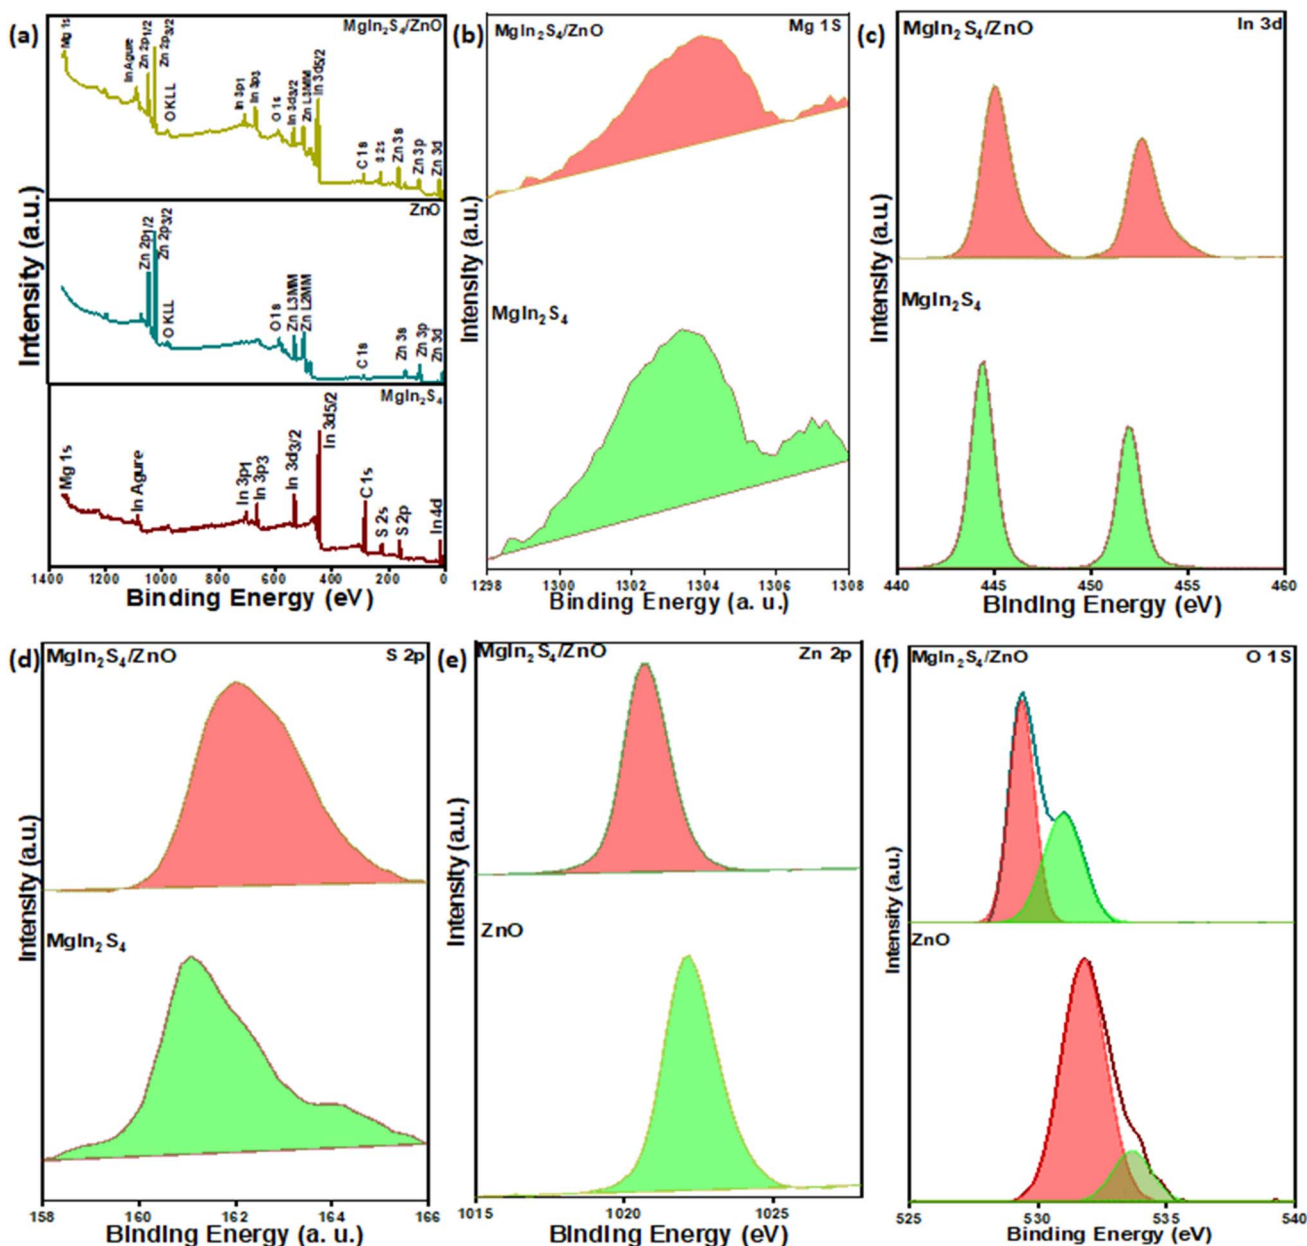 (a)
MgIn₂S₄/ZnO
Mg 1s
In Agure
Zn 2p1/2
Zn 2p3/2
O KLL
In 3p1
In 3p3
O 1s
In 3d3/2
Zn L3MM
In 3d5/2
C 1s
S 2s
Zn 3s
Zn 3p
Zn 3d
ZnO
Zn 2p1/2
Zn 2p3/2
O KLL
O 1s
Zn L3MM
Zn L2MM
C 1s
Zn 3s
Zn 3p
Zn 3d
MgIn₂S₄
Mg 1s
In Agure
In 3p1
In 3p3
In 3d3/2
In 3d5/2
C 1s
S 2s
S 2p
In4d
Intensity (a.u.)
1400 1200 1000 800 600 400 200 0
Binding Energy (eV)
(b)
MgIn₂S₄/ZnO
Mg 1S
MgIn₂S₄
Intensity (a.u.)
1298 1300 1302 1304 1306 1308
Binding Energy (a. u.)
(c)
MgIn₂S₄/ZnO
In 3d
MgIn₂S₄
Intensity (a.u.)
440 445 450 455 460
Binding Energy (eV)
(d)
MgIn₂S₄/ZnO
S 2p
MgIn₂S₄
Intensity (a.u.)
158 160 162 164 166
Binding Energy (a. u.)
(e)
MgIn₂S₄/ZnO
Zn 2p
ZnO
Intensity (a.u.)
1015 1020 1025
Binding Energy (eV)
(f)
MgIn₂S₄/ZnO
O 1S
ZnO
Intensity (a.u.)
525 530 535 540
Binding Energy (eV)